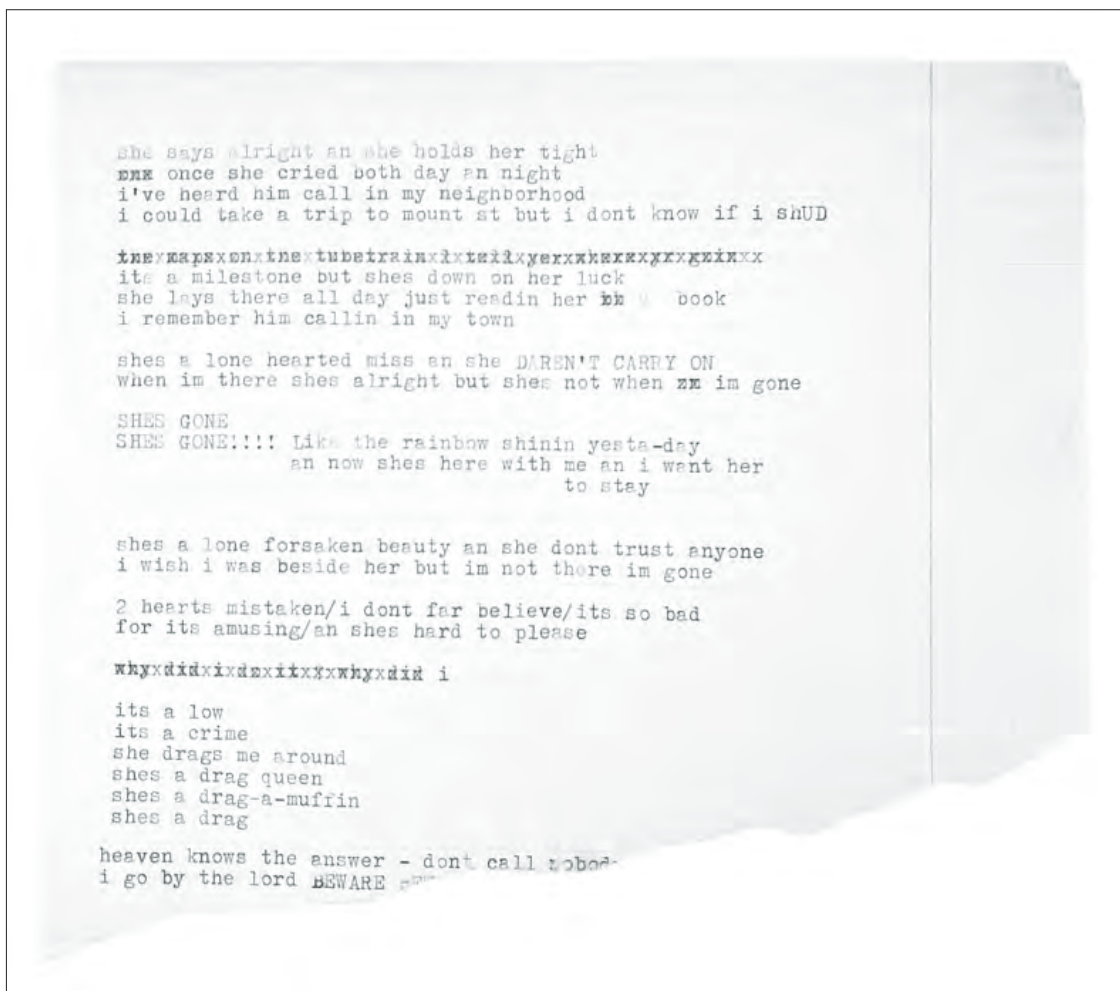 she says alright an she holds her tight
once she cried both day an night
i've heard him call in my neighborhood
i could take a trip to mount st but i dont know if i shUD
thexmapsxonxthextubetrainxixtellxyerxwherexyrxgoinxx
its a milestone but shes down on her luck
she lays there all day just readin her book
i remember him callin in my town
shes a lone hearted miss an she DAREN'T CARRY ON
when im there shes alright but shes not when im gone
SHES GONE
SHES GONE!!!! Like the rainbow shinin yesta-day
an now shes here with me an i want her
to stay
shes a lone forsaken beauty an she dont trust anyone
i wish i was beside her but im not there im gone
2 hearts mistaken/i dont far believe/its so bad
for its amusing/an shes hard to please
whyxdidxixdoxitxxxwhyxdid i
its a low
its a crime
she drags me around
shes a drag queen
shes a drag-a-muffin
shes a drag
heaven knows the answer - dont call
i go by the lord BEWARE